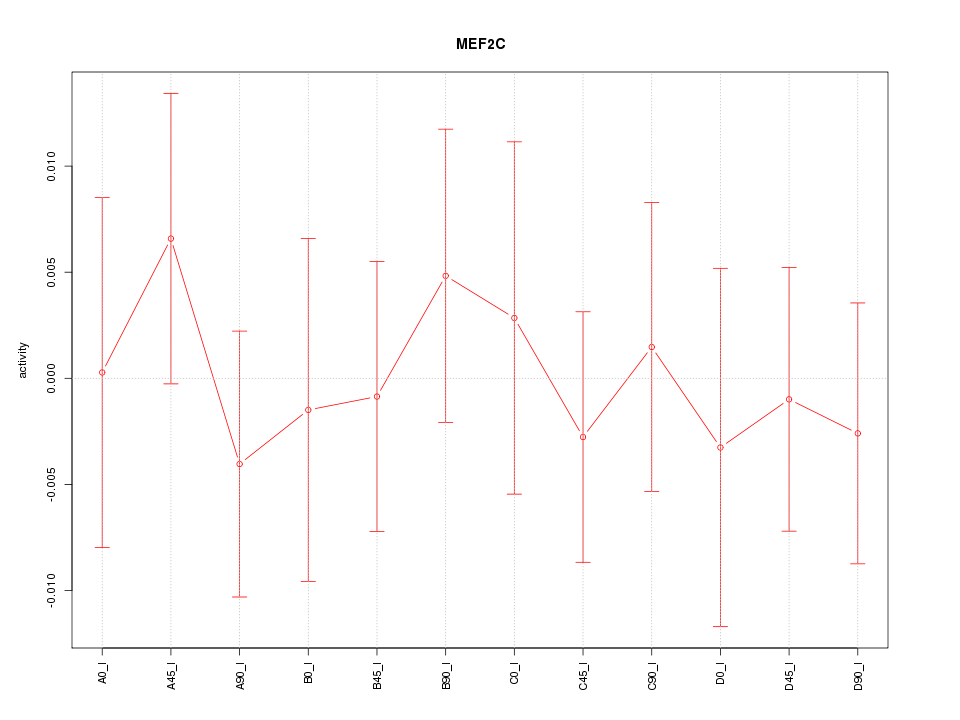 MEF2C
activity
0.010
0.005
0.000
-0.005
-0.010
A0_I
A45_I
A90_I
B0_I
B45_I
B90_I
C0_I
C45_I
C90_I
D0_I
D45_I
D90_I